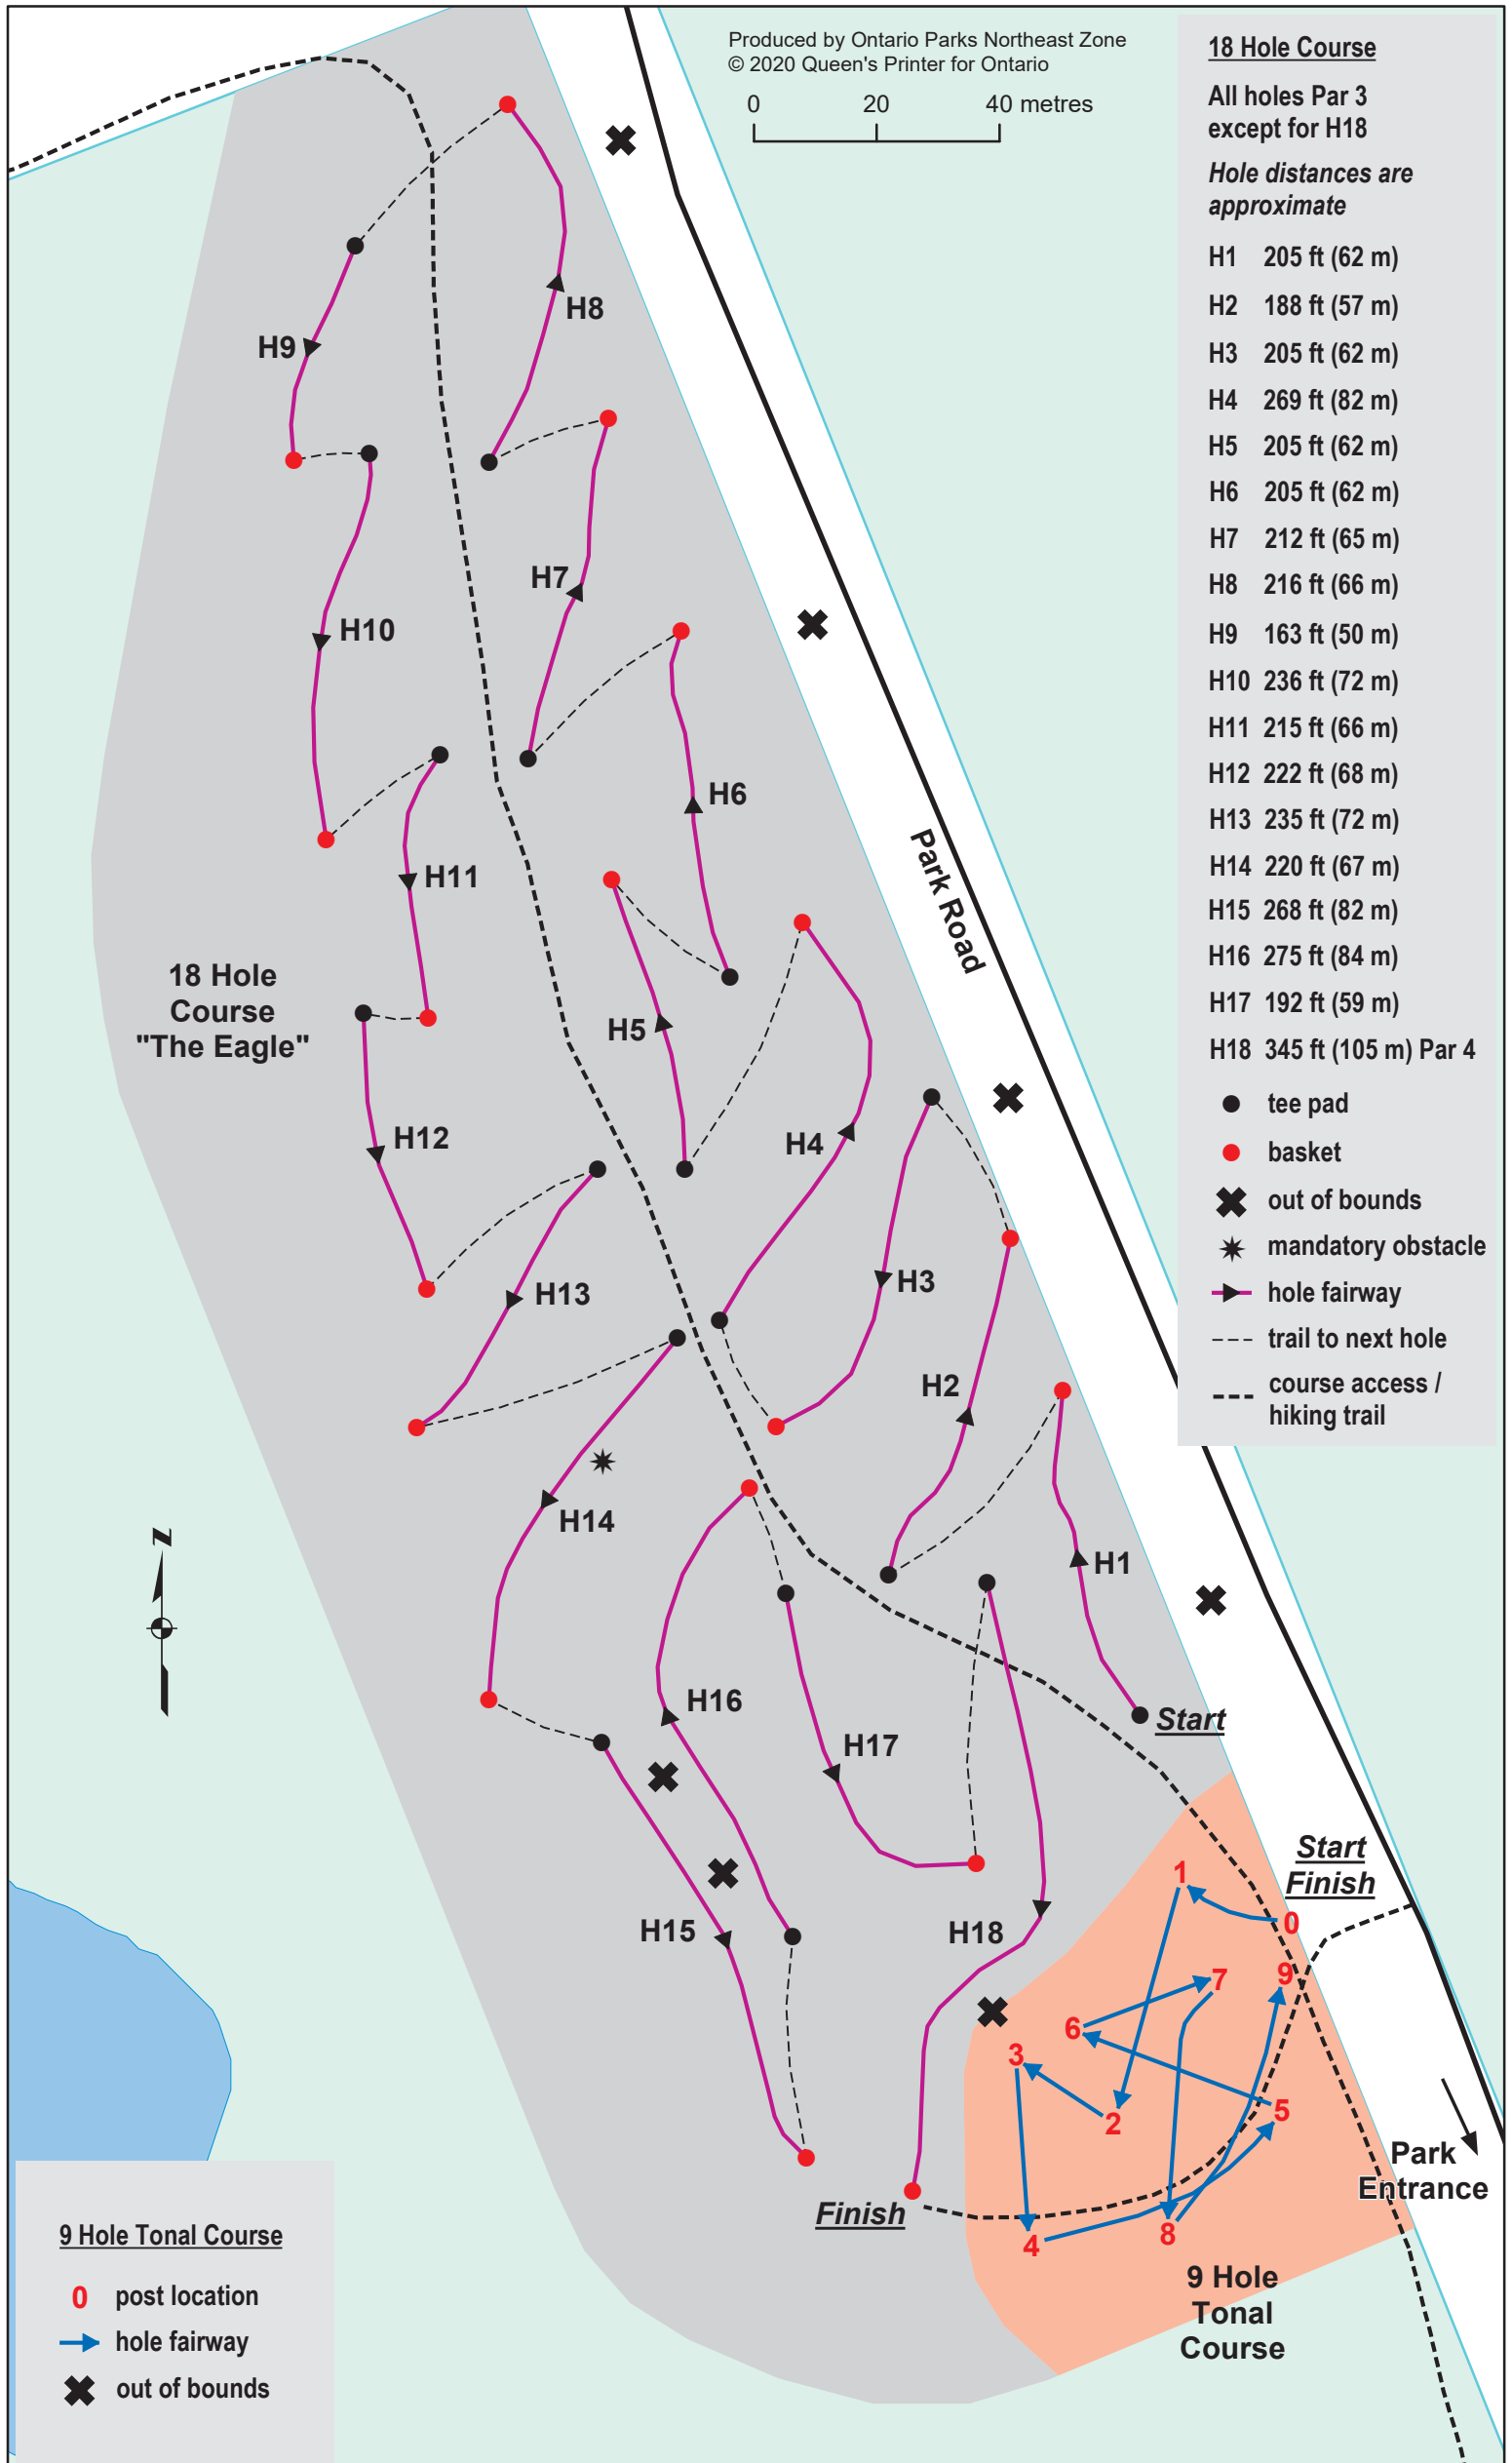 Produced by Ontario Parks Northeast Zone
© 2020 Queen's Printer for Ontario
0 20 40 metres
18 Hole Course
All holes Par 3
except for H18
Hole distances are
approximate
H1 205 ft (62 m)
H2 188 ft (57 m)
H3 205 ft (62 m)
H4 269 ft (82 m)
H5 205 ft (62 m)
H6 205 ft (62 m)
H7 212 ft (65 m)
H8 216 ft (66 m)
H9 163 ft (50 m)
H10 236 ft (72 m)
H11 215 ft (66 m)
H12 222 ft (68 m)
H13 235 ft (72 m)
H14 220 ft (67 m)
H15 268 ft (82 m)
H16 275 ft (84 m)
H17 192 ft (59 m)
H18 345 ft (105 m) Par 4
tee pad
basket
out of bounds
mandatory obstacle
hole fairway
trail to next hole
course access /
hiking trail
H8
H9
H7
H10
H6
Park Road
H11
18 Hole
Course
"The Eagle"
H5
H4
H12
H3
H13
H2
H14
H1
N
H16
Start
H17
H15
H18
Start
Finish
1
0
9
7
6
3
5
2
4
8
Park
Entrance
Finish
9 Hole
Tonal
Course
9 Hole Tonal Course
0 post location
hole fairway
out of bounds